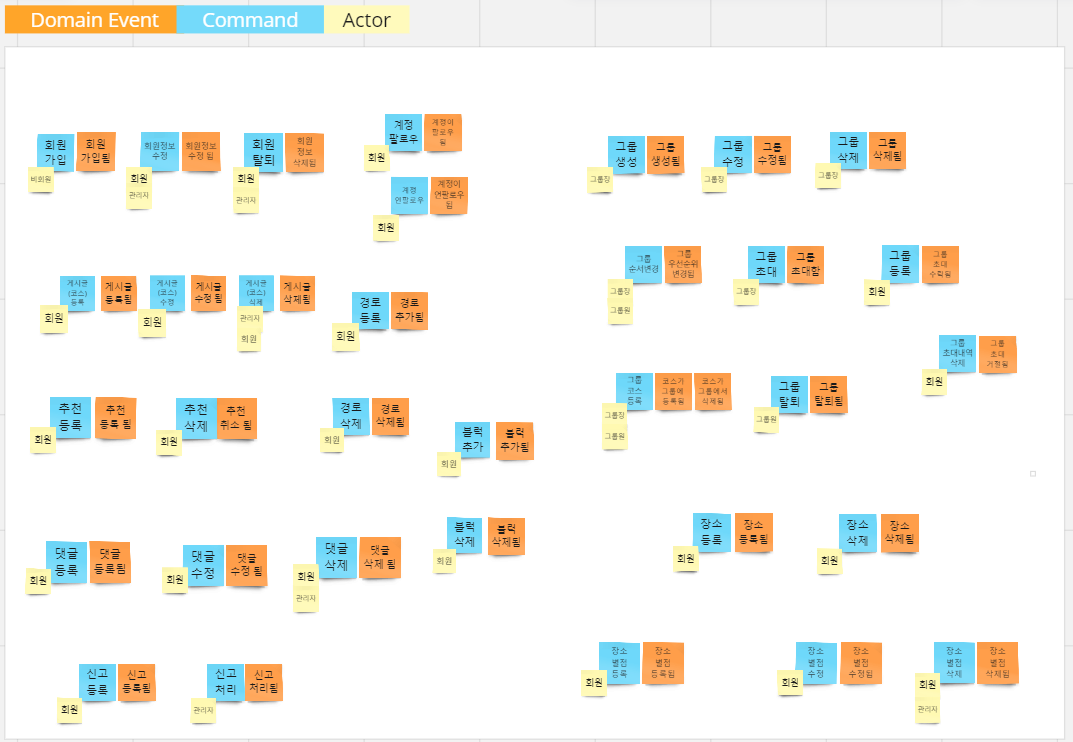 Domain Event
Command
Actor
회원
가입
회원
가입됨
비회원
회원정보
수정
회원정보
수정 됨
회원
관리자
회원
탈퇴
회원
정보
삭제됨
회원
관리자
계정
팔로우
계정이
팔로우
됨
회원
계정
언팔로우
계정이
언팔로우
됨
회원
그룹
생성
그룹
생성됨
그룹장
그룹
수정
그룹
수정됨
그룹장
그룹
삭제
그룹
삭제됨
그룹장
그룹
순서변경
그룹
우선순위
변경됨
그룹장
그룹원
그룹
초대
그룹
초대함
그룹장
그룹
등록
그룹
초대
수락됨
회원
게시글
(코스)
등록
게시글
등록됨
회원
게시글
(코스)
수정
게시글
수정 됨
회원
게시글
(코스)
삭제
게시글
삭제됨
관리자
회원
경로
등록
경로
추가됨
회원
그룹
초대내역
삭제
그룹
초대
거절됨
회원
그룹
코스
등록
코스가
그룹에
등록됨
코스가
그룹에서
삭제됨
그룹장
그룹원
그룹
탈퇴
그룹
탈퇴됨
그룹원
추천
등록
추천
등록 됨
회원
추천
삭제
추천
취소 됨
회원
경로
삭제
경로
삭제됨
회원
블럭
추가
블럭
추가됨
회원
블럭
삭제
블럭
삭제됨
회원
댓글
등록
댓글
등록됨
회원
댓글
수정
댓글
수정 됨
회원
댓글
삭제
댓글
삭제 됨
회원
관리자
장소
등록
장소
등록됨
회원
장소
삭제
장소
삭제됨
회원
신고
등록
신고
등록됨
회원
신고
처리
신고
처리됨
관리자
장소
별점
등록
장소
별점
등록됨
회원
장소
별점
수정
장소
별점
수정됨
회원
장소
별점
삭제
장소
별점
삭제됨
회원
관리자